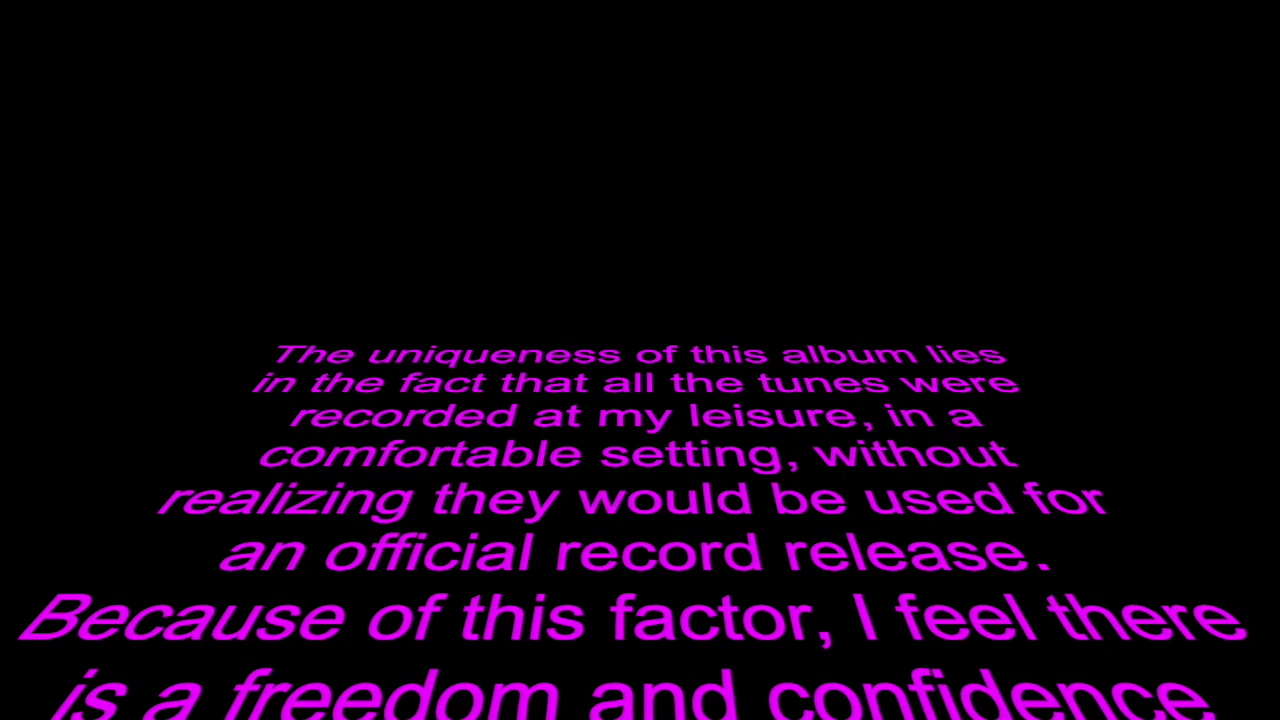 The uniqueness of this album lies
in the fact that all the tunes were
recorded at my leisure, in a
comfortable setting, without
realizing they would be used for
an official record release.
Because of this factor, I feel there
is a freedom and confidence